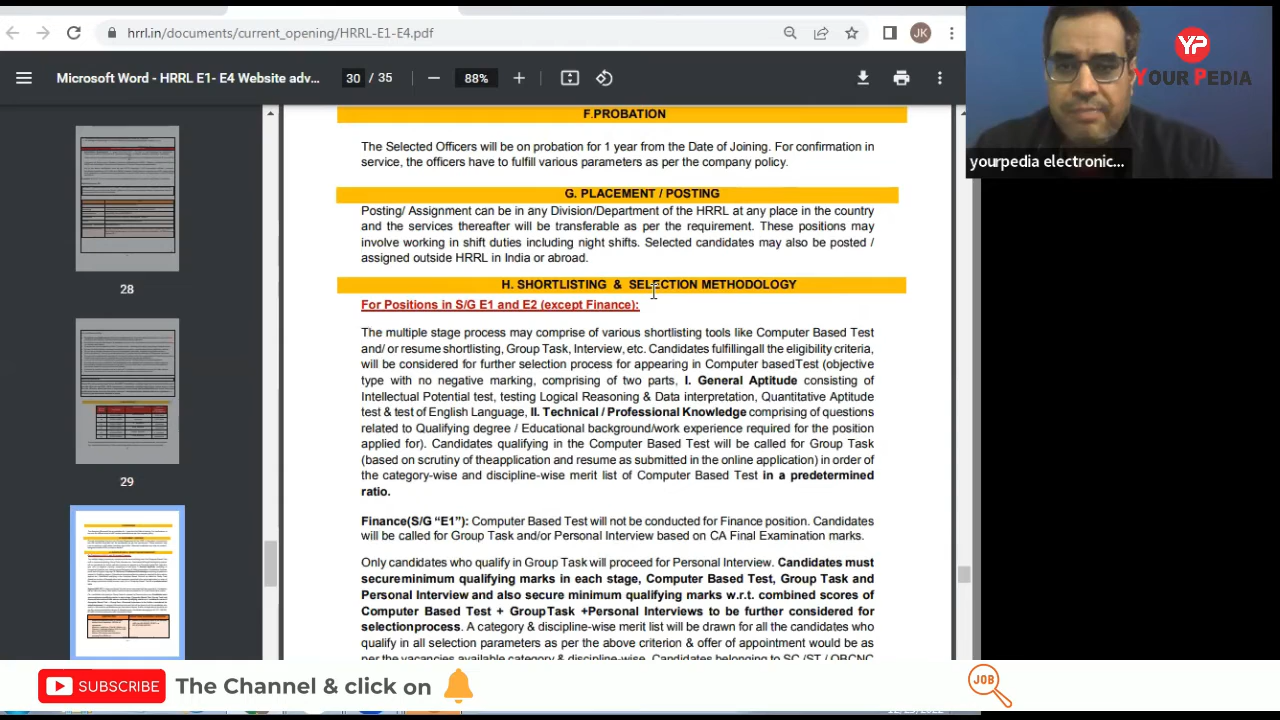 hrrl.in/documents/current_opening/HRRL-E1-E4.pdf
JK
YP
YOUR PEDIA
Microsoft Word - HRRL E1- E4 Website adv...
30 / 35
88%
yourpedia electronic...
28
29
F.PROBATION
The Selected Officers will be on probation for 1 year from the Date of Joining. For confirmation in
service, the officers have to fulfill various parameters as per the company policy.
G. PLACEMENT / POSTING
Posting/ Assignment can be in any Division/Department of the HRRL at any place in the country
and the services thereafter will be transferable as per the requirement. These positions may
involve working in shift duties including night shifts. Selected candidates may also be posted /
assigned outside HRRL in India or abroad.
H. SHORTLISTING & SELECTION METHODOLOGY
For Positions in S/G E1 and E2 (except Finance):
The multiple stage process may comprise of various shortlisting tools like Computer Based Test
and/ or resume shortlisting, Group Task, Interview, etc. Candidates fulfillingall the eligibility criteria,
will be considered for further selection process for appearing in Computer basedTest (objective
type with no negative marking, comprising of two parts, I. General Aptitude consisting of
Intellectual Potential test, testing Logical Reasoning & Data interpretation, Quantitative Aptitude
test & test of English Language, II. Technical / Professional Knowledge comprising of questions
related to Qualifying degree / Educational background/work experience required for the position
applied for). Candidates qualifying in the Computer Based Test will be called for Group Task
(based on scrutiny of theapplication and resume as submitted in the online application) in order of
the category-wise and discipline-wise merit list of Computer Based Test in a predetermined
ratio.
Finance(S/G “E1”): Computer Based Test will not be conducted for Finance position. Candidates
will be called for Group Task and/or Personal Interview based on CA Final Examination marks.
Only candidates who qualify in Group Task will proceed for Personal Interview. Candidates must
secureminimum qualifying marks in each stage, Computer Based Test, Group Task and
Personal Interview and also secure minimum qualifying marks w.r.t. combined scores of
Computer Based Test + GroupTask +Personal Interviews to be further considered for
selectionprocess. A category & discipline-wise merit list will be drawn for all the candidates who
qualify in all selection parameters as per the above criterion & offer of appointment would be as
per the vacancies available category & discipline-wise. Candidates belonging to SC /ST / OBCNC
SUBSCRIBE The Channel & click on
JOB